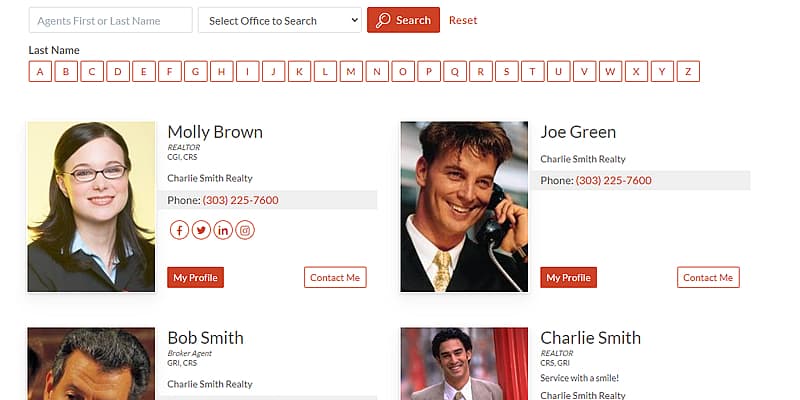 Agents First or Last Name
Select Office to Search
Search
Reset
Last Name
A B C D E F G H I J K L M N O P Q R S T U V W X Y Z
Molly Brown
REALTOR
CGI, CRS
Charlie Smith Realty
Phone: (303) 225-7600
My Profile
Contact Me
Joe Green
Charlie Smith Realty
Phone: (303) 225-7600
My Profile
Contact Me
Bob Smith
Broker Agent
GRI, CRS
Charlie Smith Realty
Charlie Smith
REALTOR
CRS, GRI
Service with a smile!
Charlie Smith Realty